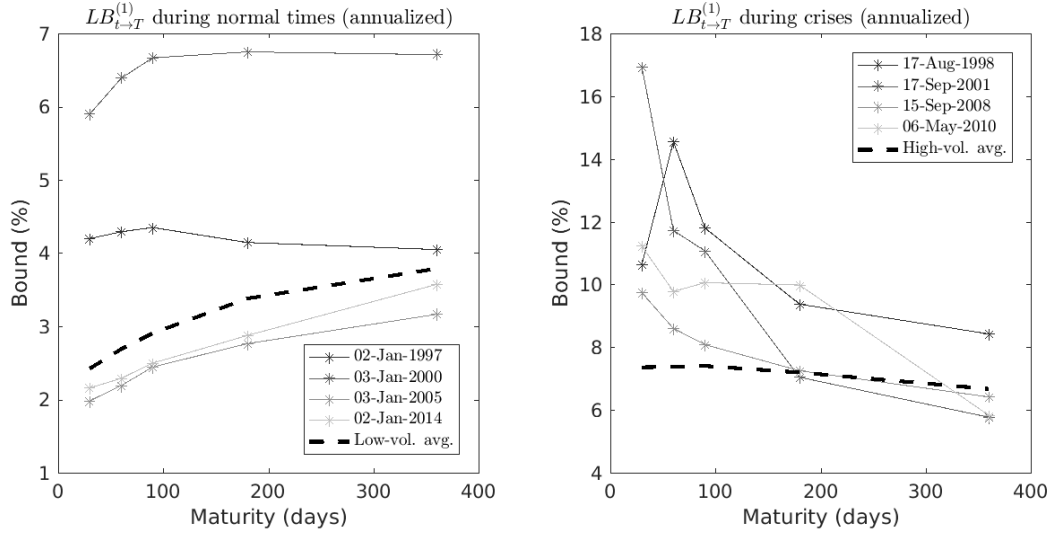 LB_{t→T}^{(1)} during normal times (annualized)
7
6
5
4
3
2
1
Bound (%)
0
100
200
300
400
Maturity (days)
02-Jan-1997
03-Jan-2000
03-Jan-2005
02-Jan-2014
Low-vol. avg.
LB_{t→T}^{(1)} during crises (annualized)
18
16
14
12
10
8
6
4
Bound (%)
0
100
200
300
400
Maturity (days)
17-Aug-1998
17-Sep-2001
15-Sep-2008
06-May-2010
High-vol. avg.